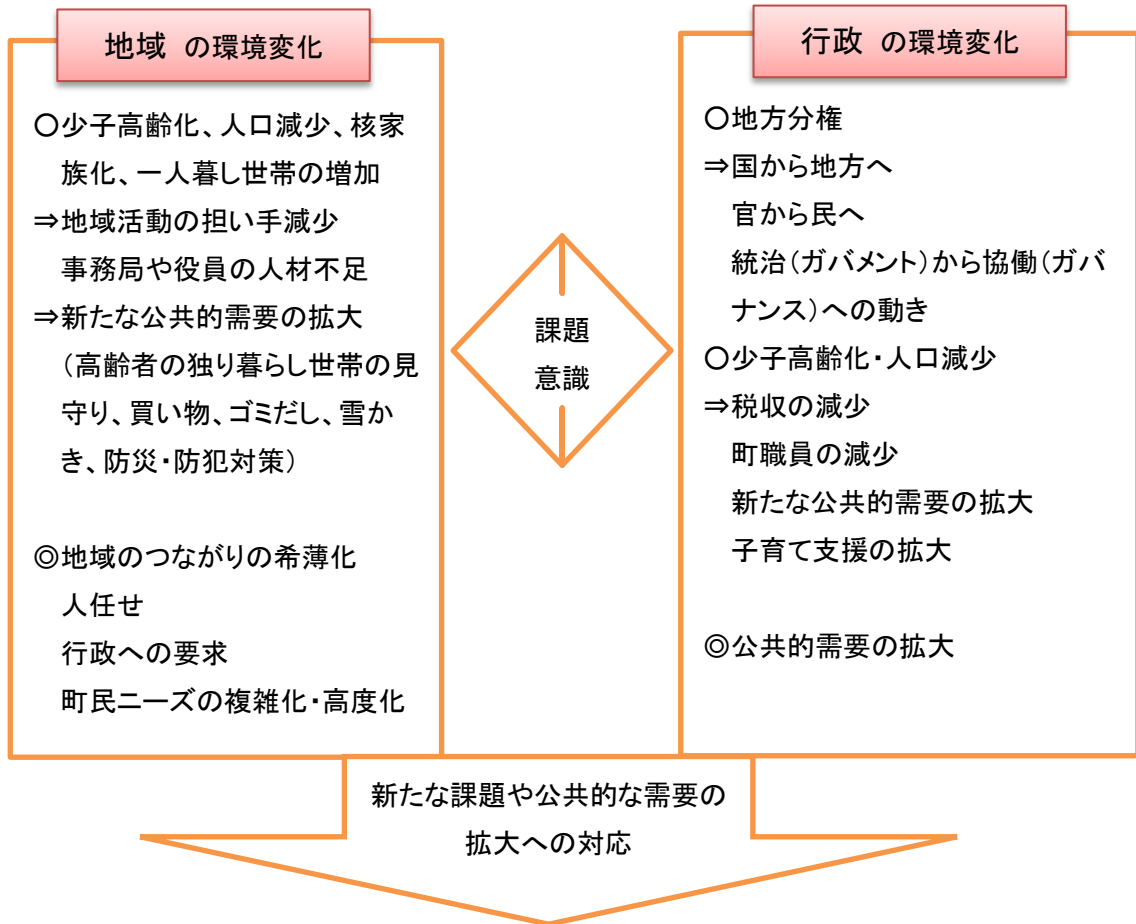 地域 の環境変化
○少子高齢化、人口減少、核家
族化、一人暮し世帯の増加
⇒地域活動の担い手減少
事務局や役員の人材不足
⇒新たな公共的需要の拡大
（高齢者の独り暮らし世帯の見
守り、買い物、ゴミだし、雪か
き、防災・防犯対策）
◎地域のつながりの希薄化
人任せ
行政への要求
町民ニーズの複雑化・高度化
課題
意識
行政 の環境変化
○地方分権
⇒国から地方へ
官から民へ
統治（ガバメント）から協働（ガバ
ナンス）への動き
○少子高齢化・人口減少
⇒税収の減少
町職員の減少
新たな公共的需要の拡大
子育て支援の拡大
◎公共的需要の拡大
新たな課題や公共的な需要の
拡大への対応